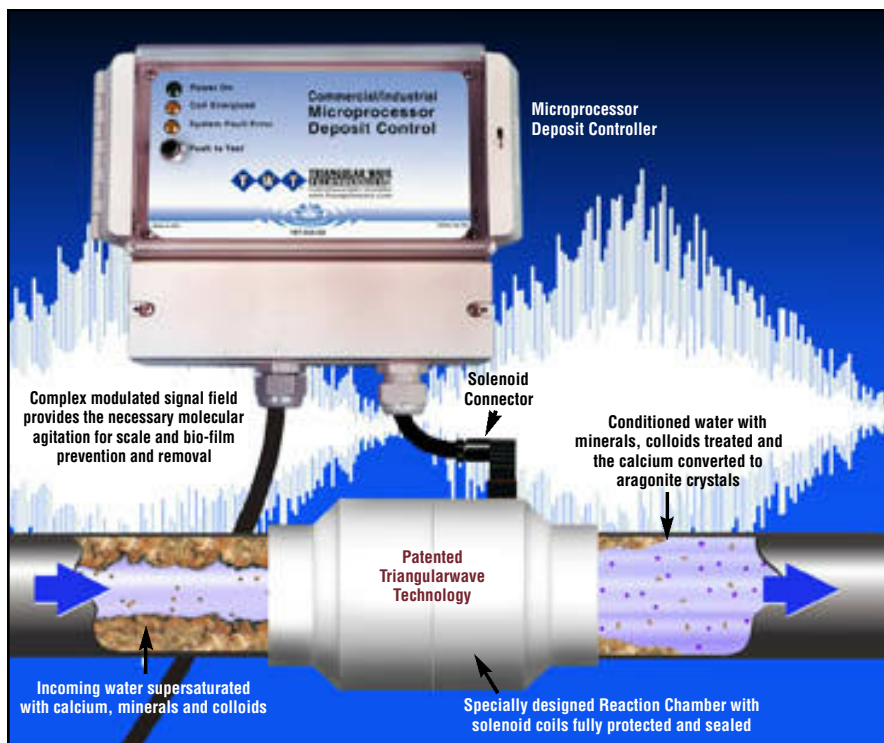 Power On
Coil Energized
System Fault Error
Push to Test
Commercial/Industrial
Microprocessor
Deposit Control
T W T
TRIANGULAR WAVE
Microprocessor
Deposit Controller
Complex modulated signal field
provides the necessary molecular
agitation for scale and bio-film
prevention and removal
Solenoid
Connector
Conditioned water with
minerals, colloids treated and
the calcium converted to
aragonite crystals
Patented
Triangularwave
Technology
Incoming water supersaturated
with calcium, minerals and colloids
Specially designed Reaction Chamber with
solenoid coils fully protected and sealed